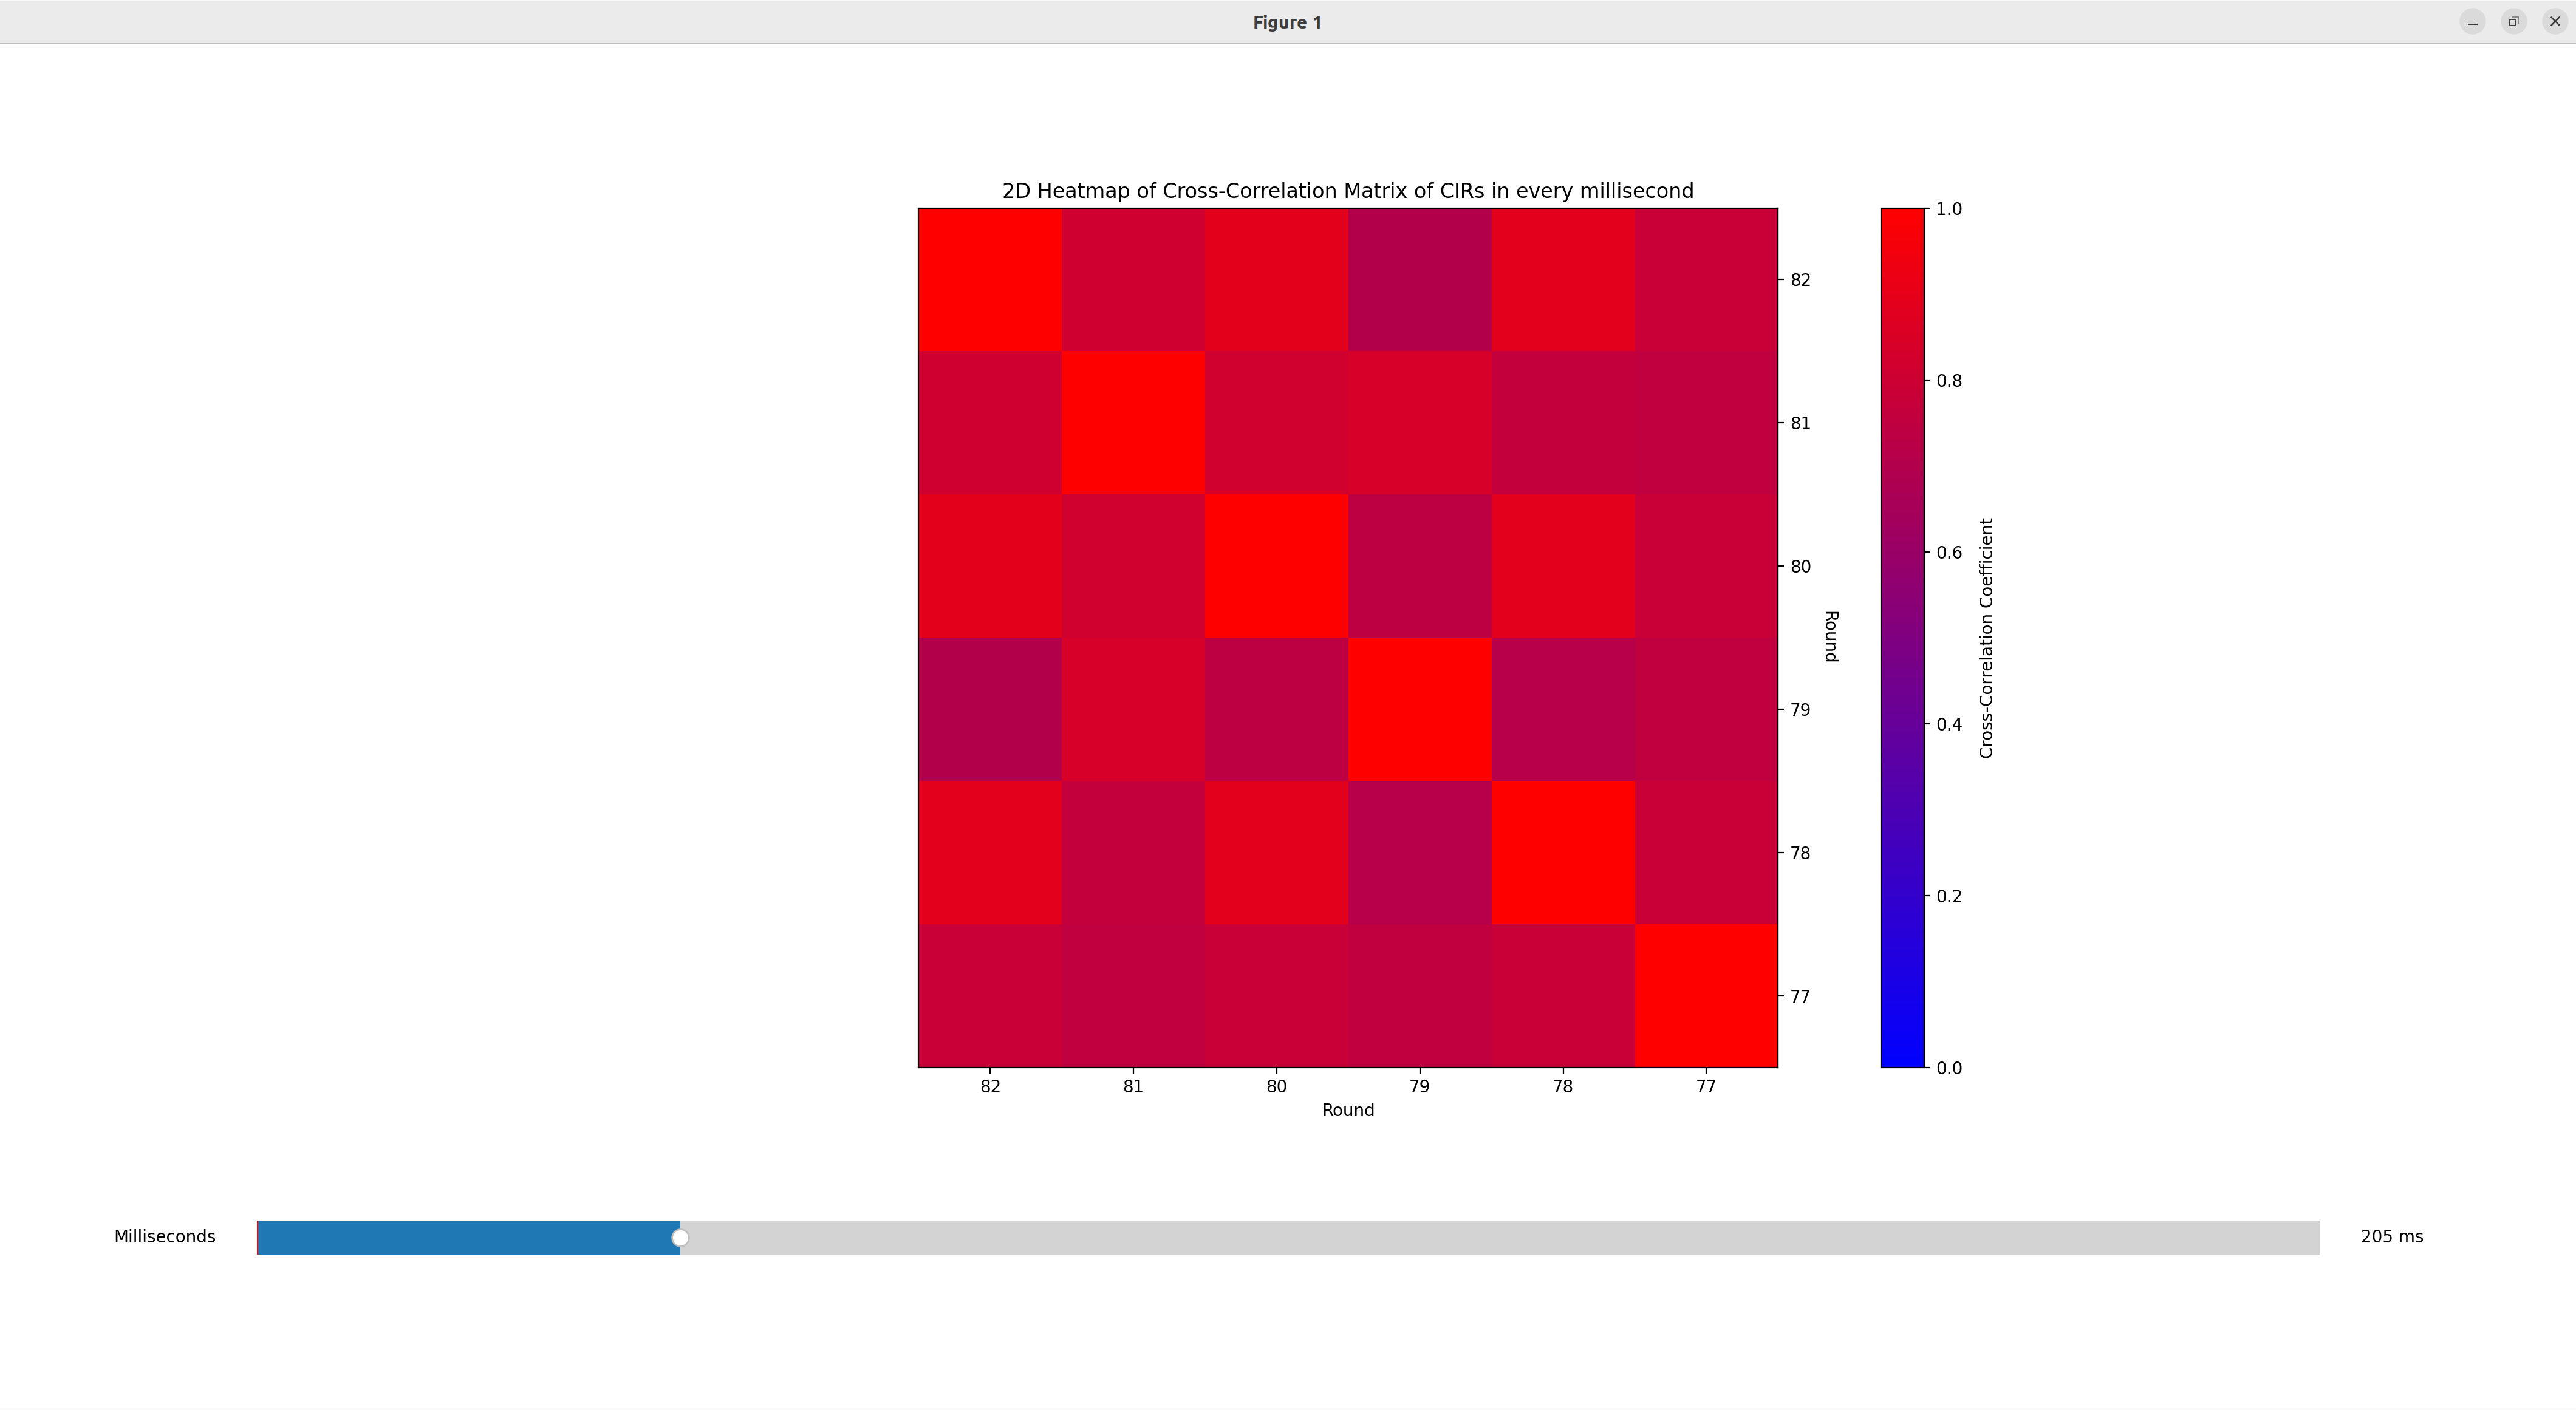 Figure 1
2D Heatmap of Cross-Correlation Matrix of CIRs in every millisecond
82
81
80
79
78
77
Round
82 81 80 79 78 77
Round
1.0
0.8
0.6
0.4
0.2
0.0
Cross-Correlation Coefficient
Milliseconds 205 ms